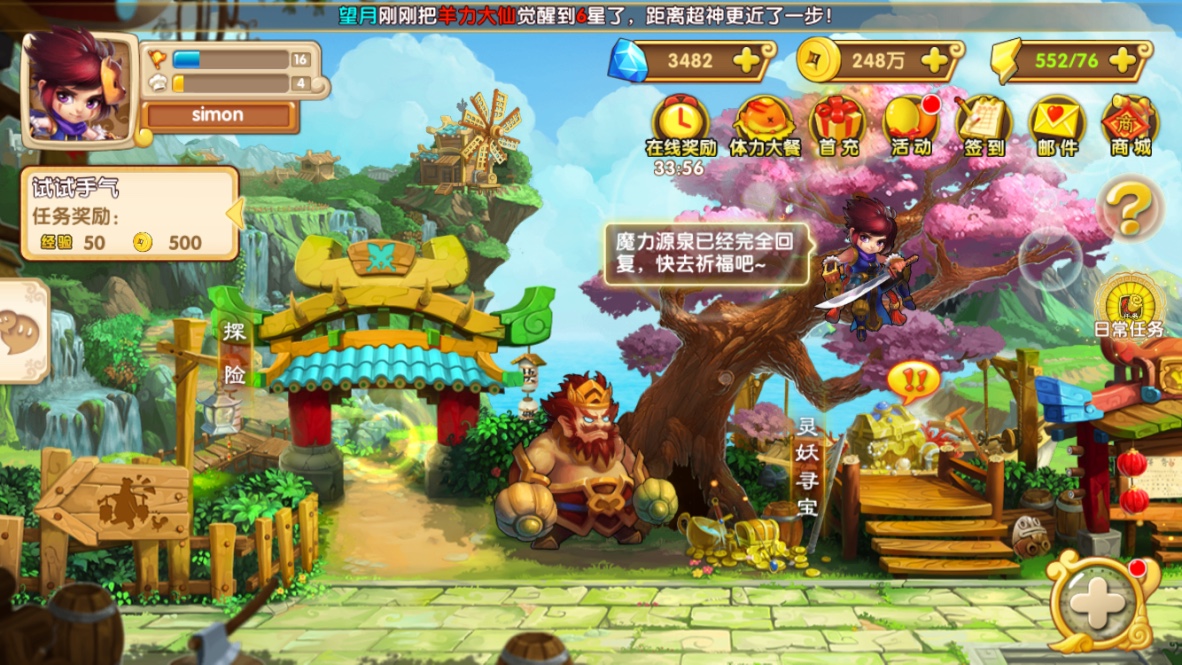 望月刚刚把羊力大仙觉醒到6星了，距离超神更近了一步！
16
4
simon
3482
248万
552/76
在线奖励
33:56
体力大餐
首充
活动
签到
邮件
商
商城
试试手气
任务奖励：
经验 50 500
魔力源泉已经完全回
复，快去祈福吧~
?
日常任务
探
险
!!
灵
妖
寻
宝